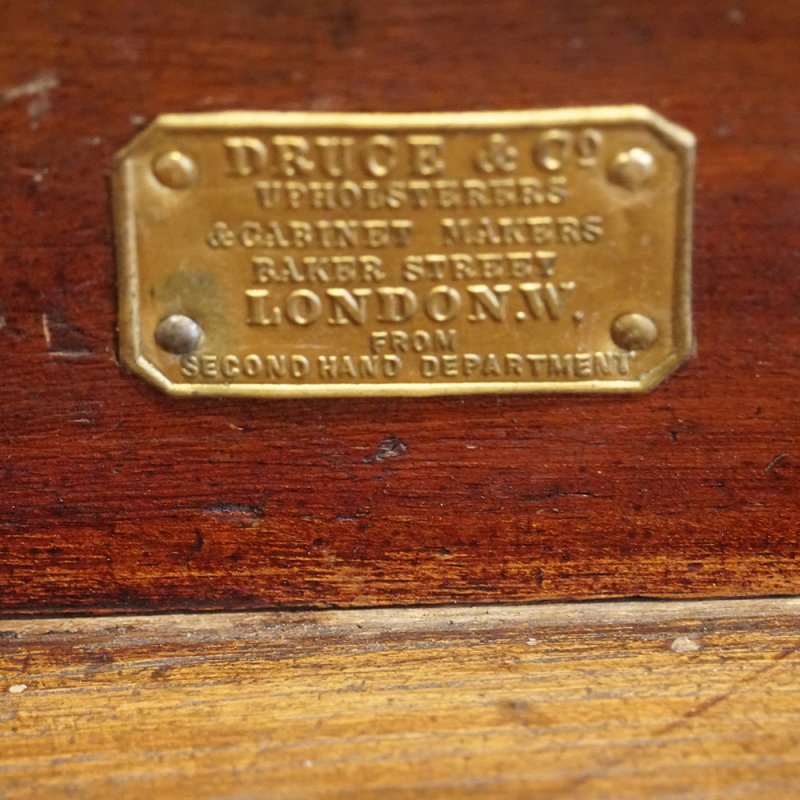 DRUCE & Cº
UPHOLSTERERS
& CABINET MAKERS
BAKER STREET
LONDON.W.
FROM
SECOND HAND DEPARTMENT